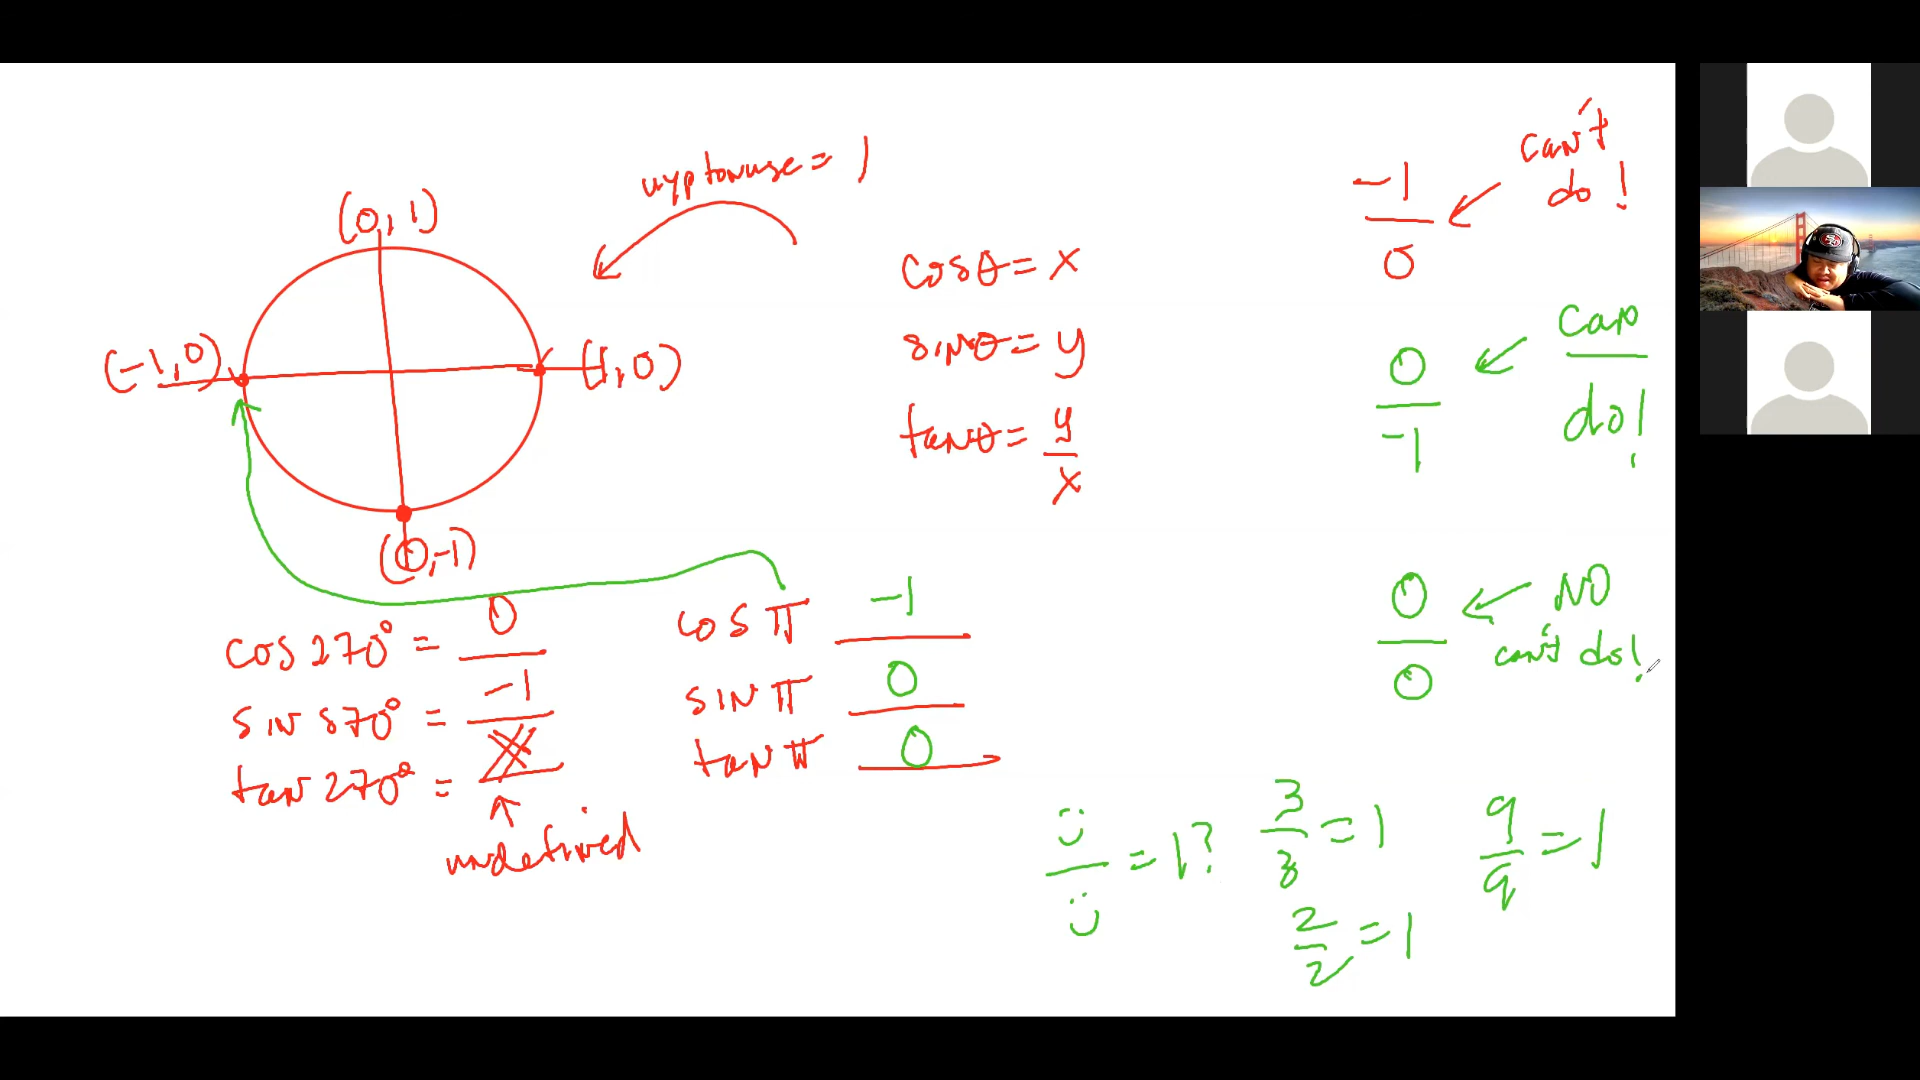 hyptonuse = 1
(0, 1)
(-1, 0)
(1, 0)
(0, -1)
cosθ = x
sinθ = y
tanθ = y/x
cos 270° = 0
sin 270° = -1
tan 270° = X
undefined
cos π -1
sin π 0
tan π 0
-1/0
can't
do!
0/-1
can
do!
0/0
NO
can't do!
ü/ü = 1?
3/3 = 1
9/9 = 1
2/2 = 1